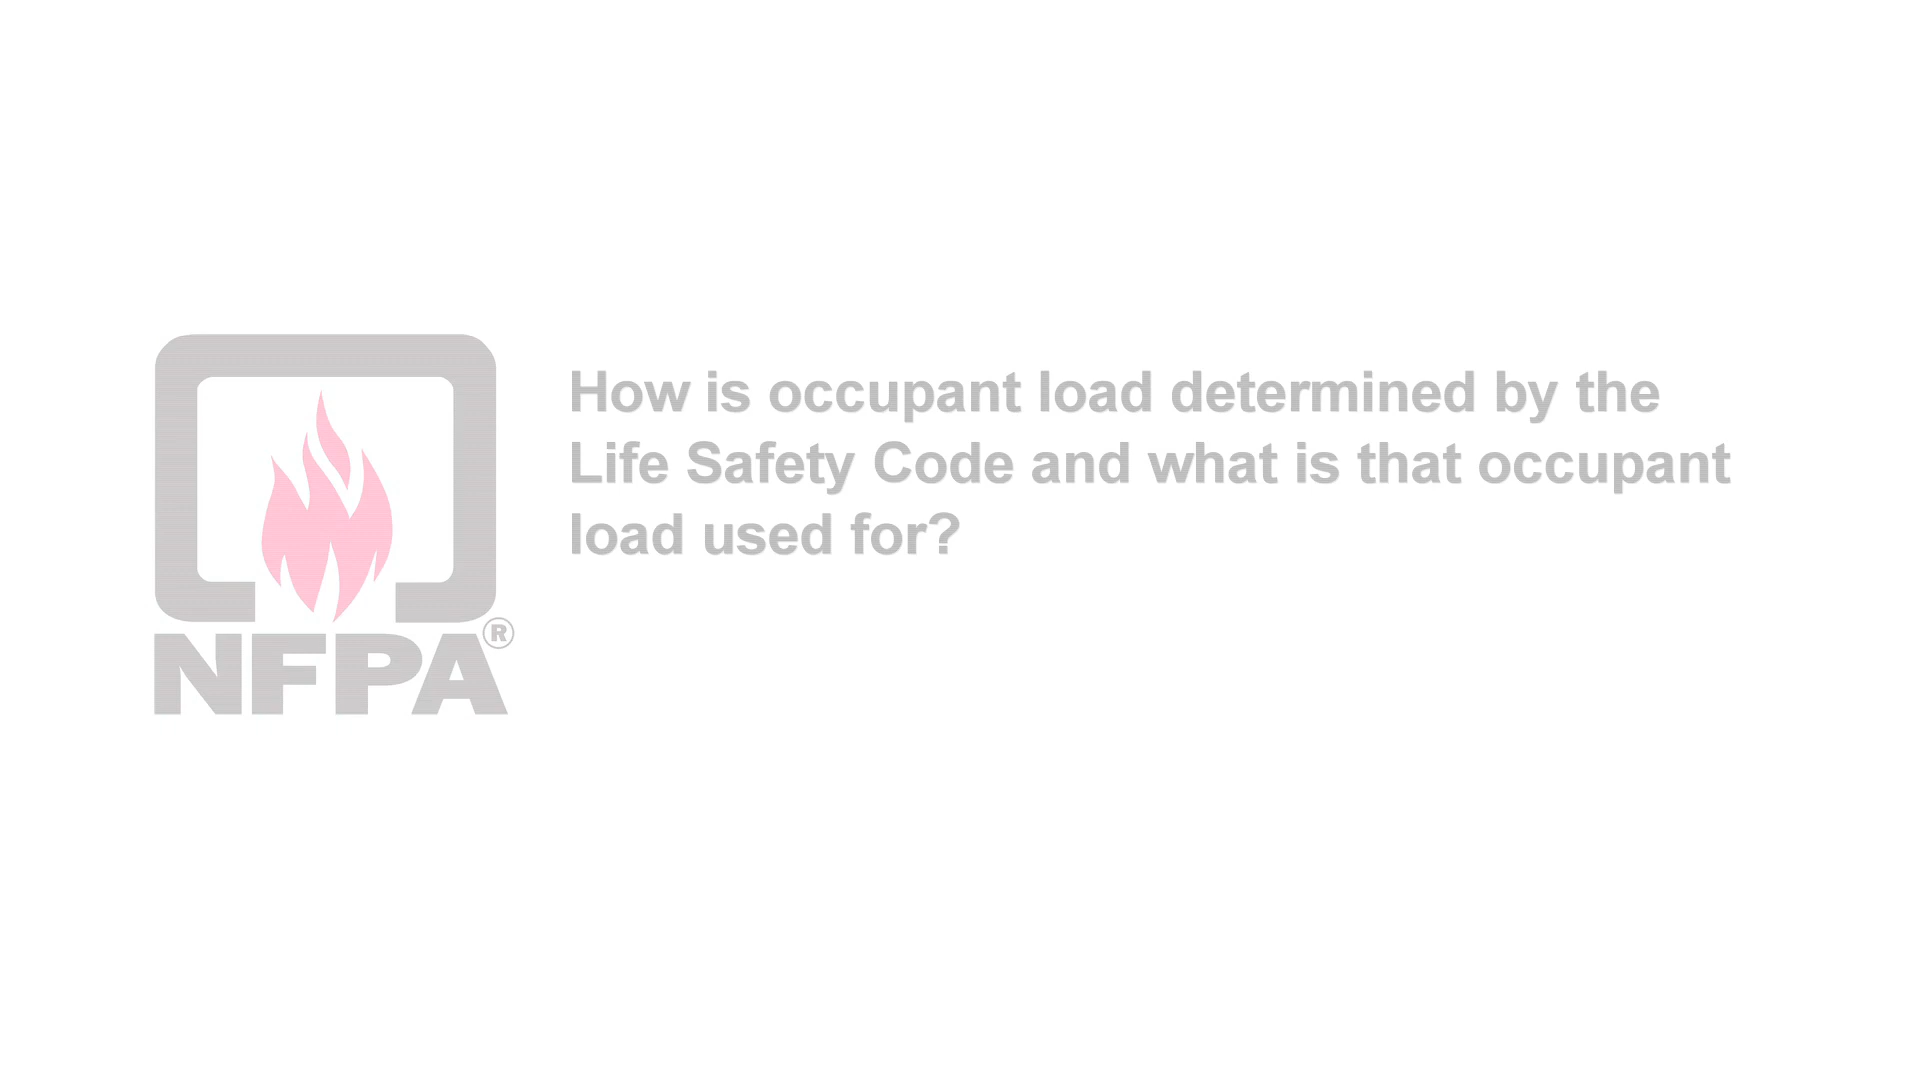 How is occupant load determined by the
Life Safety Code and what is that occupant
load used for?
NFPA®